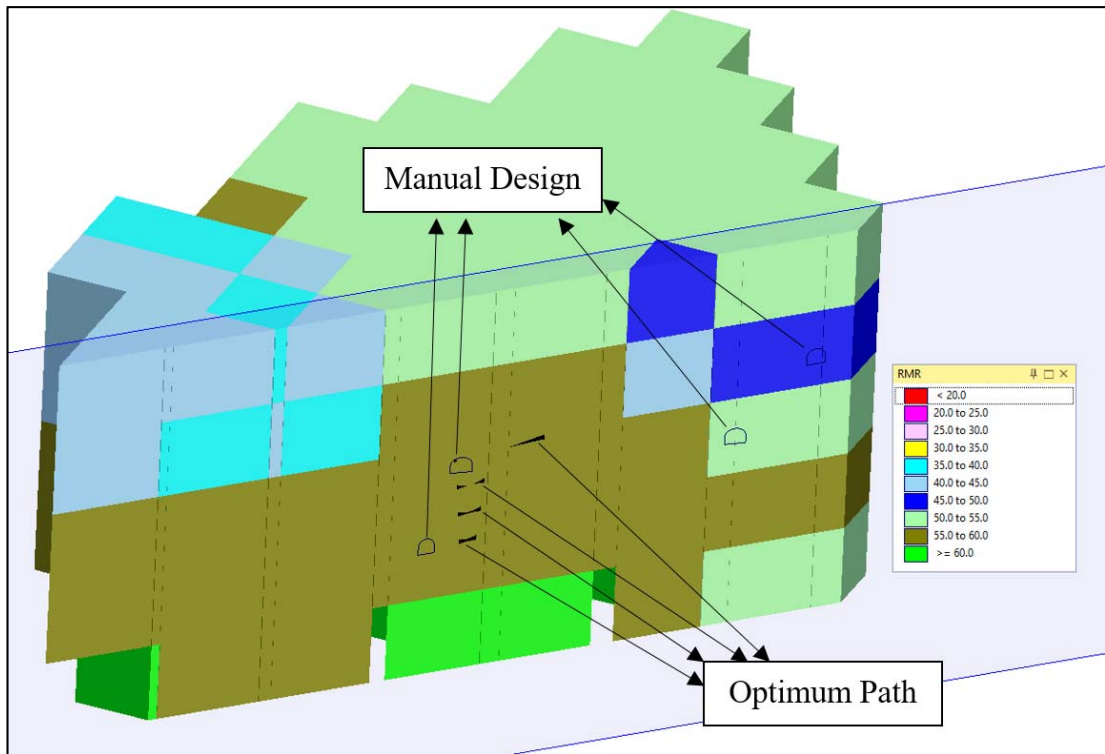 Manual Design
RMR
< 20.0
20.0 to 25.0
25.0 to 30.0
30.0 to 35.0
35.0 to 40.0
40.0 to 45.0
45.0 to 50.0
50.0 to 55.0
55.0 to 60.0
>= 60.0
Optimum Path